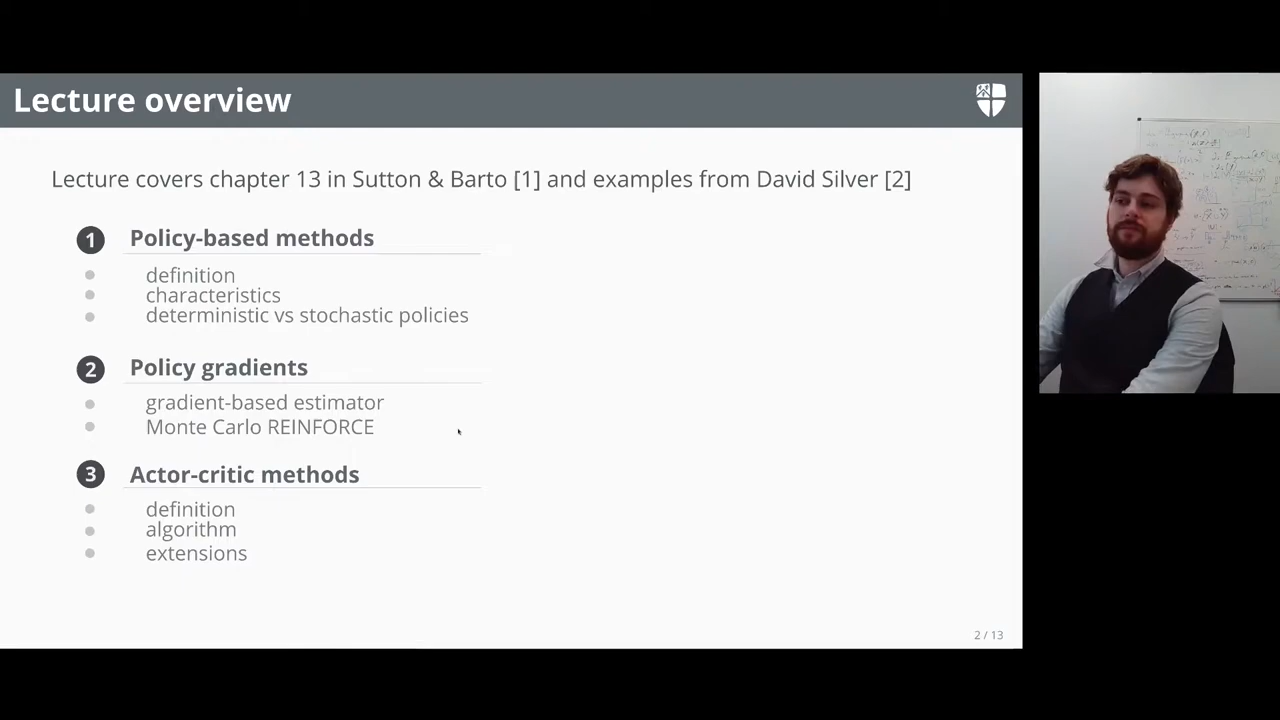 Lecture overview
Lecture covers chapter 13 in Sutton & Barto [1] and examples from David Silver [2]
1 Policy-based methods
definition
characteristics
deterministic vs stochastic policies
2 Policy gradients
gradient-based estimator
Monte Carlo REINFORCE
3 Actor-critic methods
definition
algorithm
extensions
2 / 13